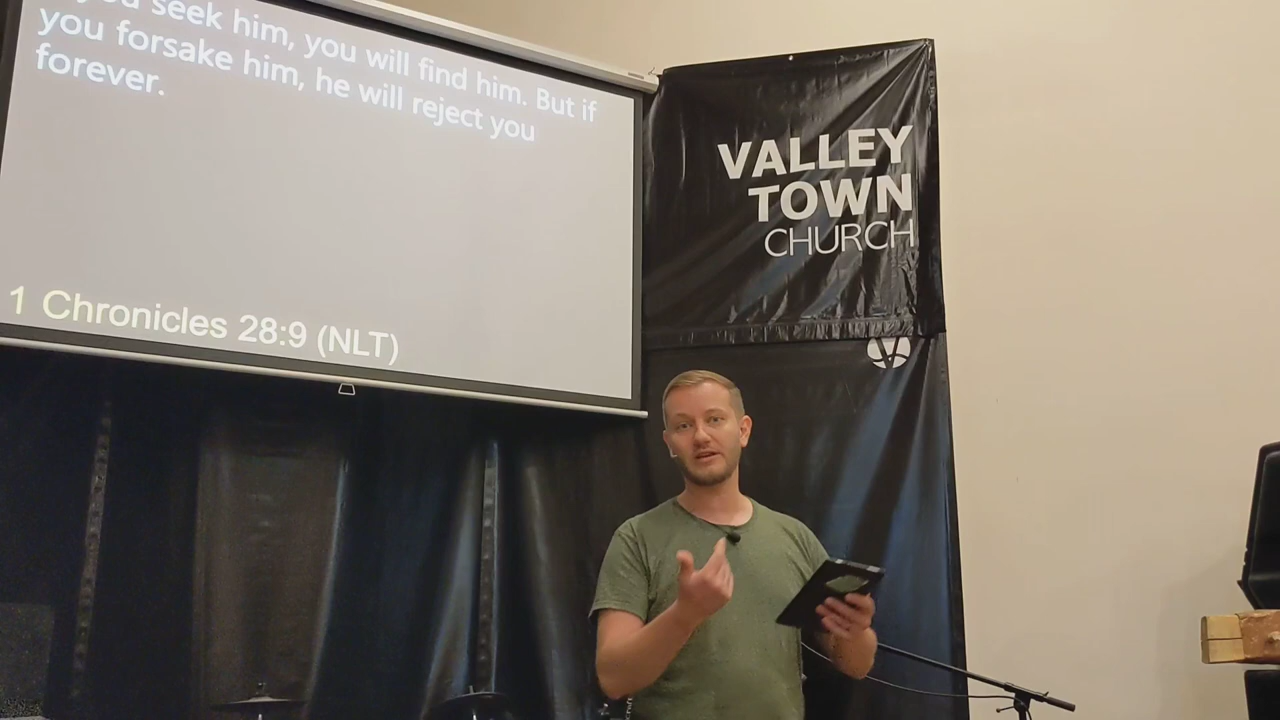 you seek him, you will find him. But if
you forsake him, he will reject you
forever.
1 Chronicles 28:9 (NLT)
VALLEY
TOWN
CHURCH
V